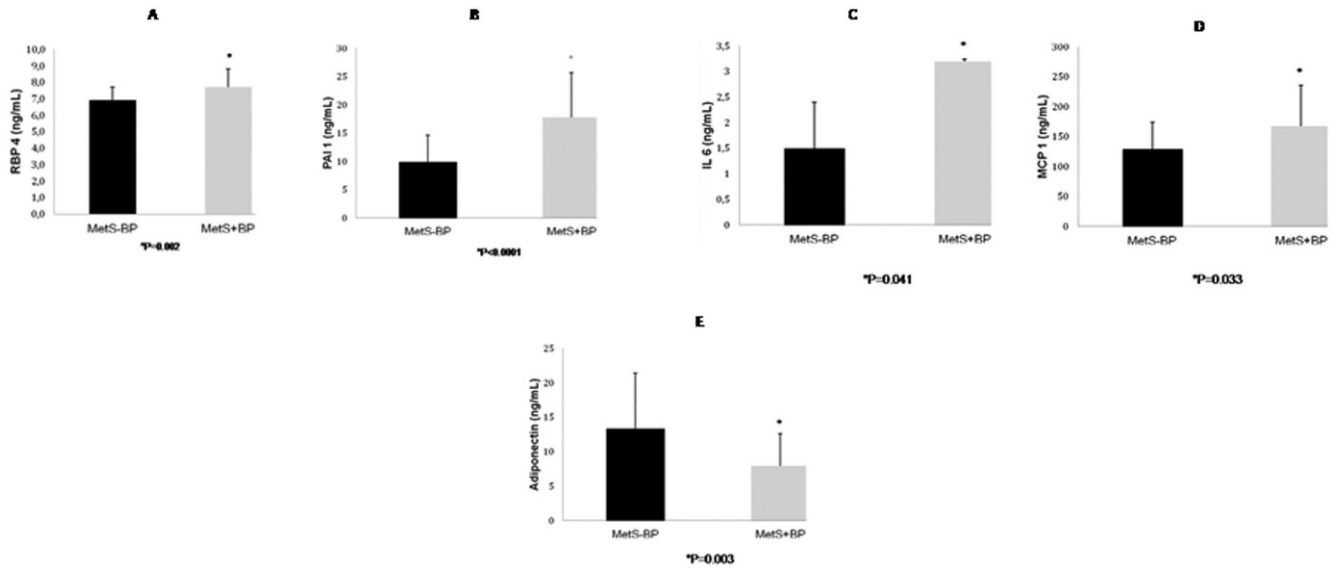 A
RBP 4 (ng/mL)
10,0
9,0
8,0
7,0
6,0
5,0
4,0
3,0
2,0
1,0
0,0
*
MetS-BP MetS+BP
*P=0.002
B
PAI 1 (ng/mL)
30
25
20
15
10
5
0
*
MetS-BP MetS+BP
*P<0.0001
C
IL 6 (ng/mL)
3,5
3
2,5
2
1,5
1
0,5
0
*
MetS-BP MetS+BP
*P=0.041
D
MCP 1 (ng/mL)
300
250
200
150
100
50
0
*
MetS-BP MetS+BP
*P=0.033
E
Adiponectin (ng/mL)
25
20
15
10
5
0
*
MetS-BP MetS+BP
*P=0.003